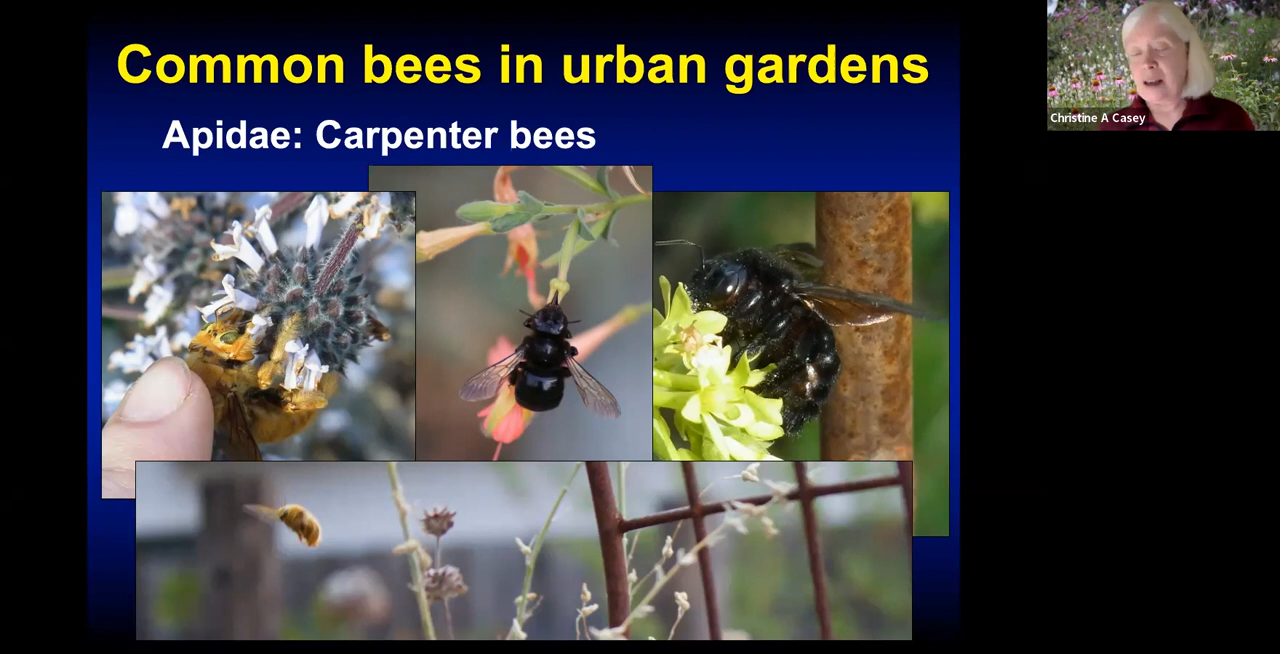 Common bees in urban gardens
Apidae: Carpenter bees
Christine A Casey